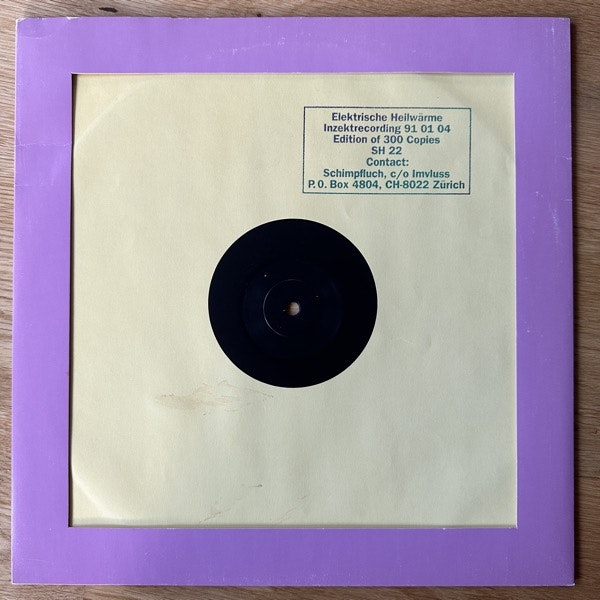 Elektrische Heilwärme
Inzektrecording 91 01 04
Edition of 300 Copies
SH 22
Contact:
Schimpfluch, c/o Imvluss
P.O. Box 4804, CH-8022 Zürich